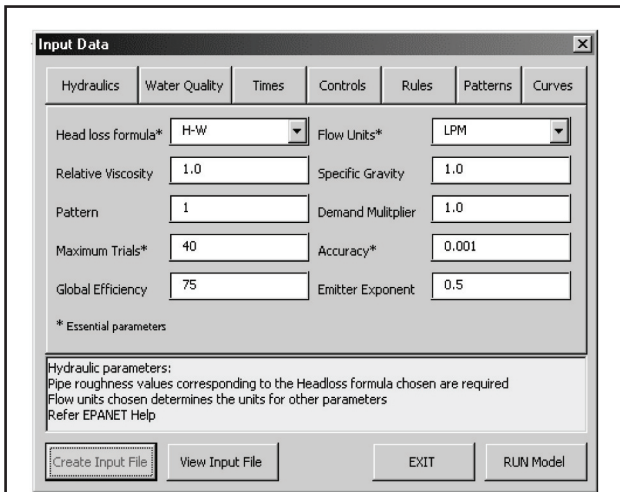 Input Data
Hydraulics Water Quality Times Controls Rules Patterns Curves
Head loss formula* H-W Flow Units* LPM
Relative Viscosity 1.0 Specific Gravity 1.0
Pattern 1 Demand Mulitplier 1.0
Maximum Trials* 40 Accuracy* 0.001
Global Efficiency 75 Emitter Exponent 0.5
* Essential parameters
Hydraulic parameters:
Pipe roughness values corresponding to the Headloss formula chosen are required
Flow units chosen determines the units for other parameters
Refer EPANET Help
Create Input File View Input File EXIT RUN Model